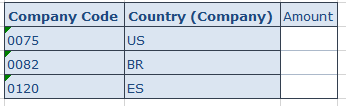 Company Code Country (Company) Amount
0075 US
0082 BR
0120 ES